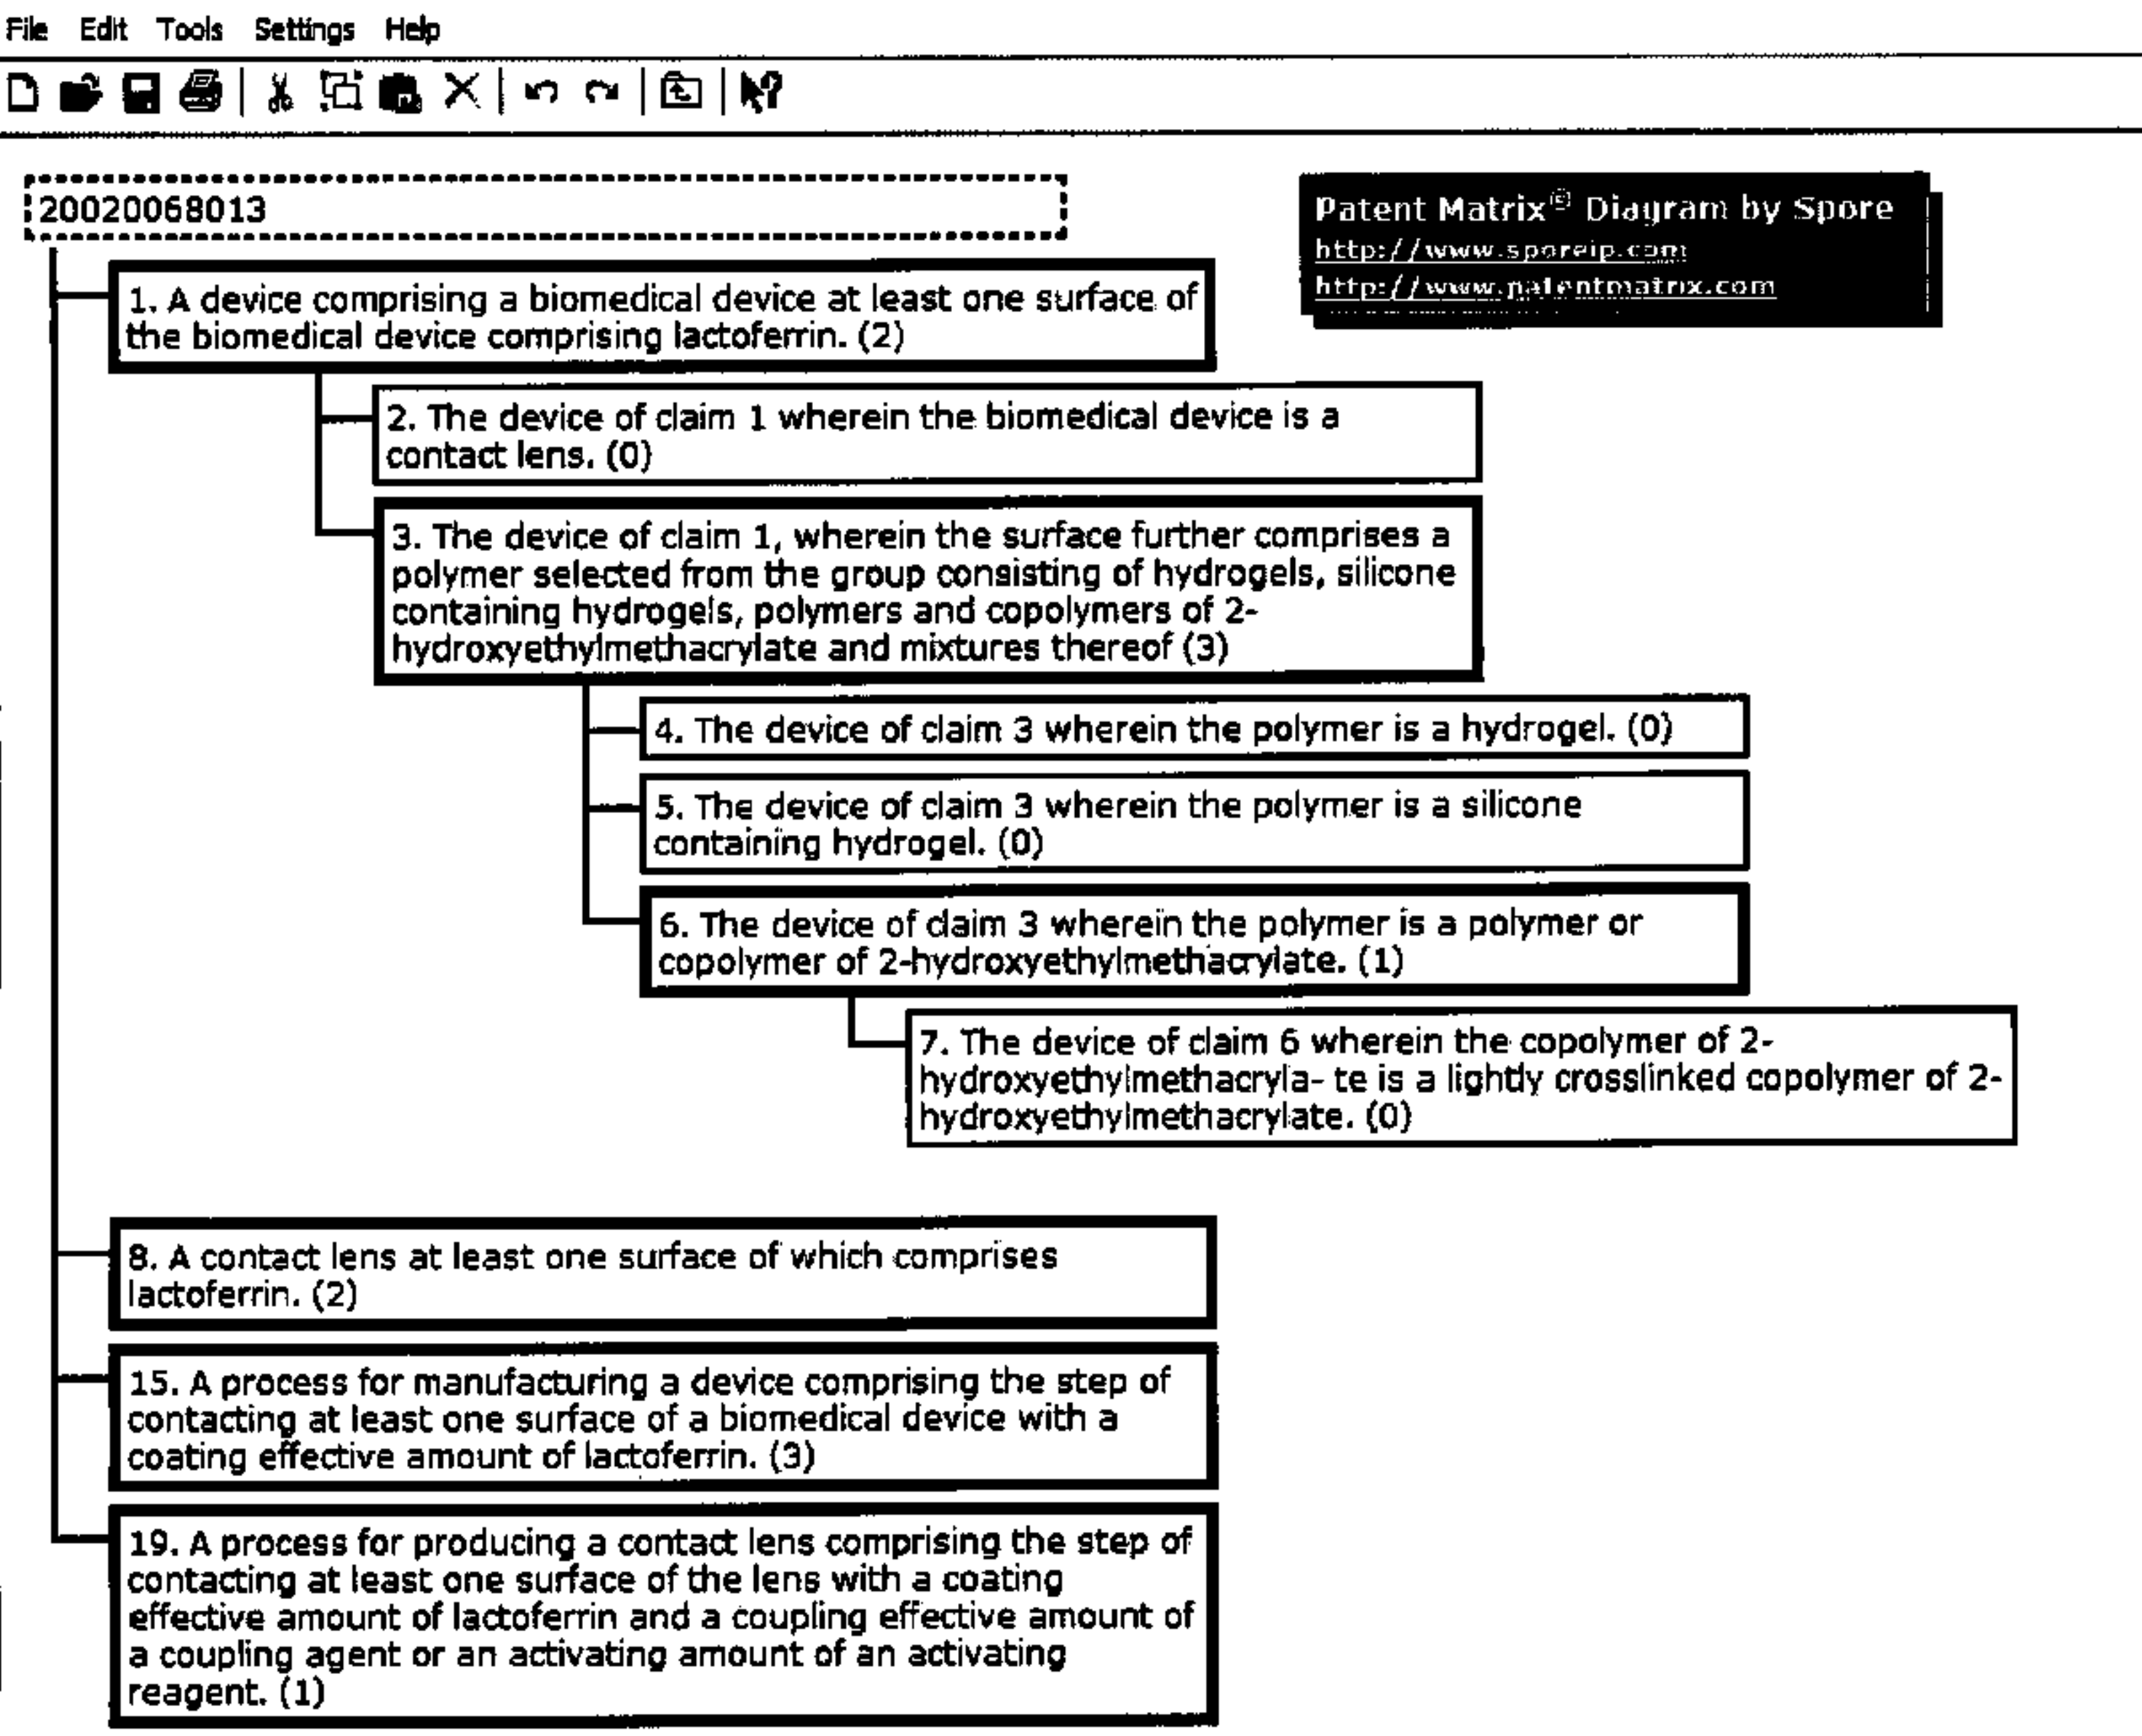 File Edit Tools Settings Help
20020068013
Patent Matrix® Diagram by Spore
http://www.sporeip.com
http://www.patentmatrix.com
1. A device comprising a biomedical device at least one surface of
the biomedical device comprising lactoferrin. (2)
2. The device of claim 1 wherein the biomedical device is a
contact lens. (0)
3. The device of claim 1, wherein the surface further comprises a
polymer selected from the group consisting of hydrogels, silicone
containing hydrogels, polymers and copolymers of 2-
hydroxyethylmethacrylate and mixtures thereof (3)
4. The device of claim 3 wherein the polymer is a hydrogel. (0)
5. The device of claim 3 wherein the polymer is a silicone
containing hydrogel. (0)
6. The device of claim 3 wherein the polymer is a polymer or
copolymer of 2-hydroxyethylmethacrylate. (1)
7. The device of claim 6 wherein the copolymer of 2-
hydroxyethylmethacryla- te is a lightly crosslinked copolymer of 2-
hydroxyethylmethacrylate. (0)
8. A contact lens at least one surface of which comprises
lactoferrin. (2)
15. A process for manufacturing a device comprising the step of
contacting at least one surface of a biomedical device with a
coating effective amount of lactoferrin. (3)
19. A process for producing a contact lens comprising the step of
contacting at least one surface of the lens with a coating
effective amount of lactoferrin and a coupling effective amount of
a coupling agent or an activating amount of an activating
reagent. (1)